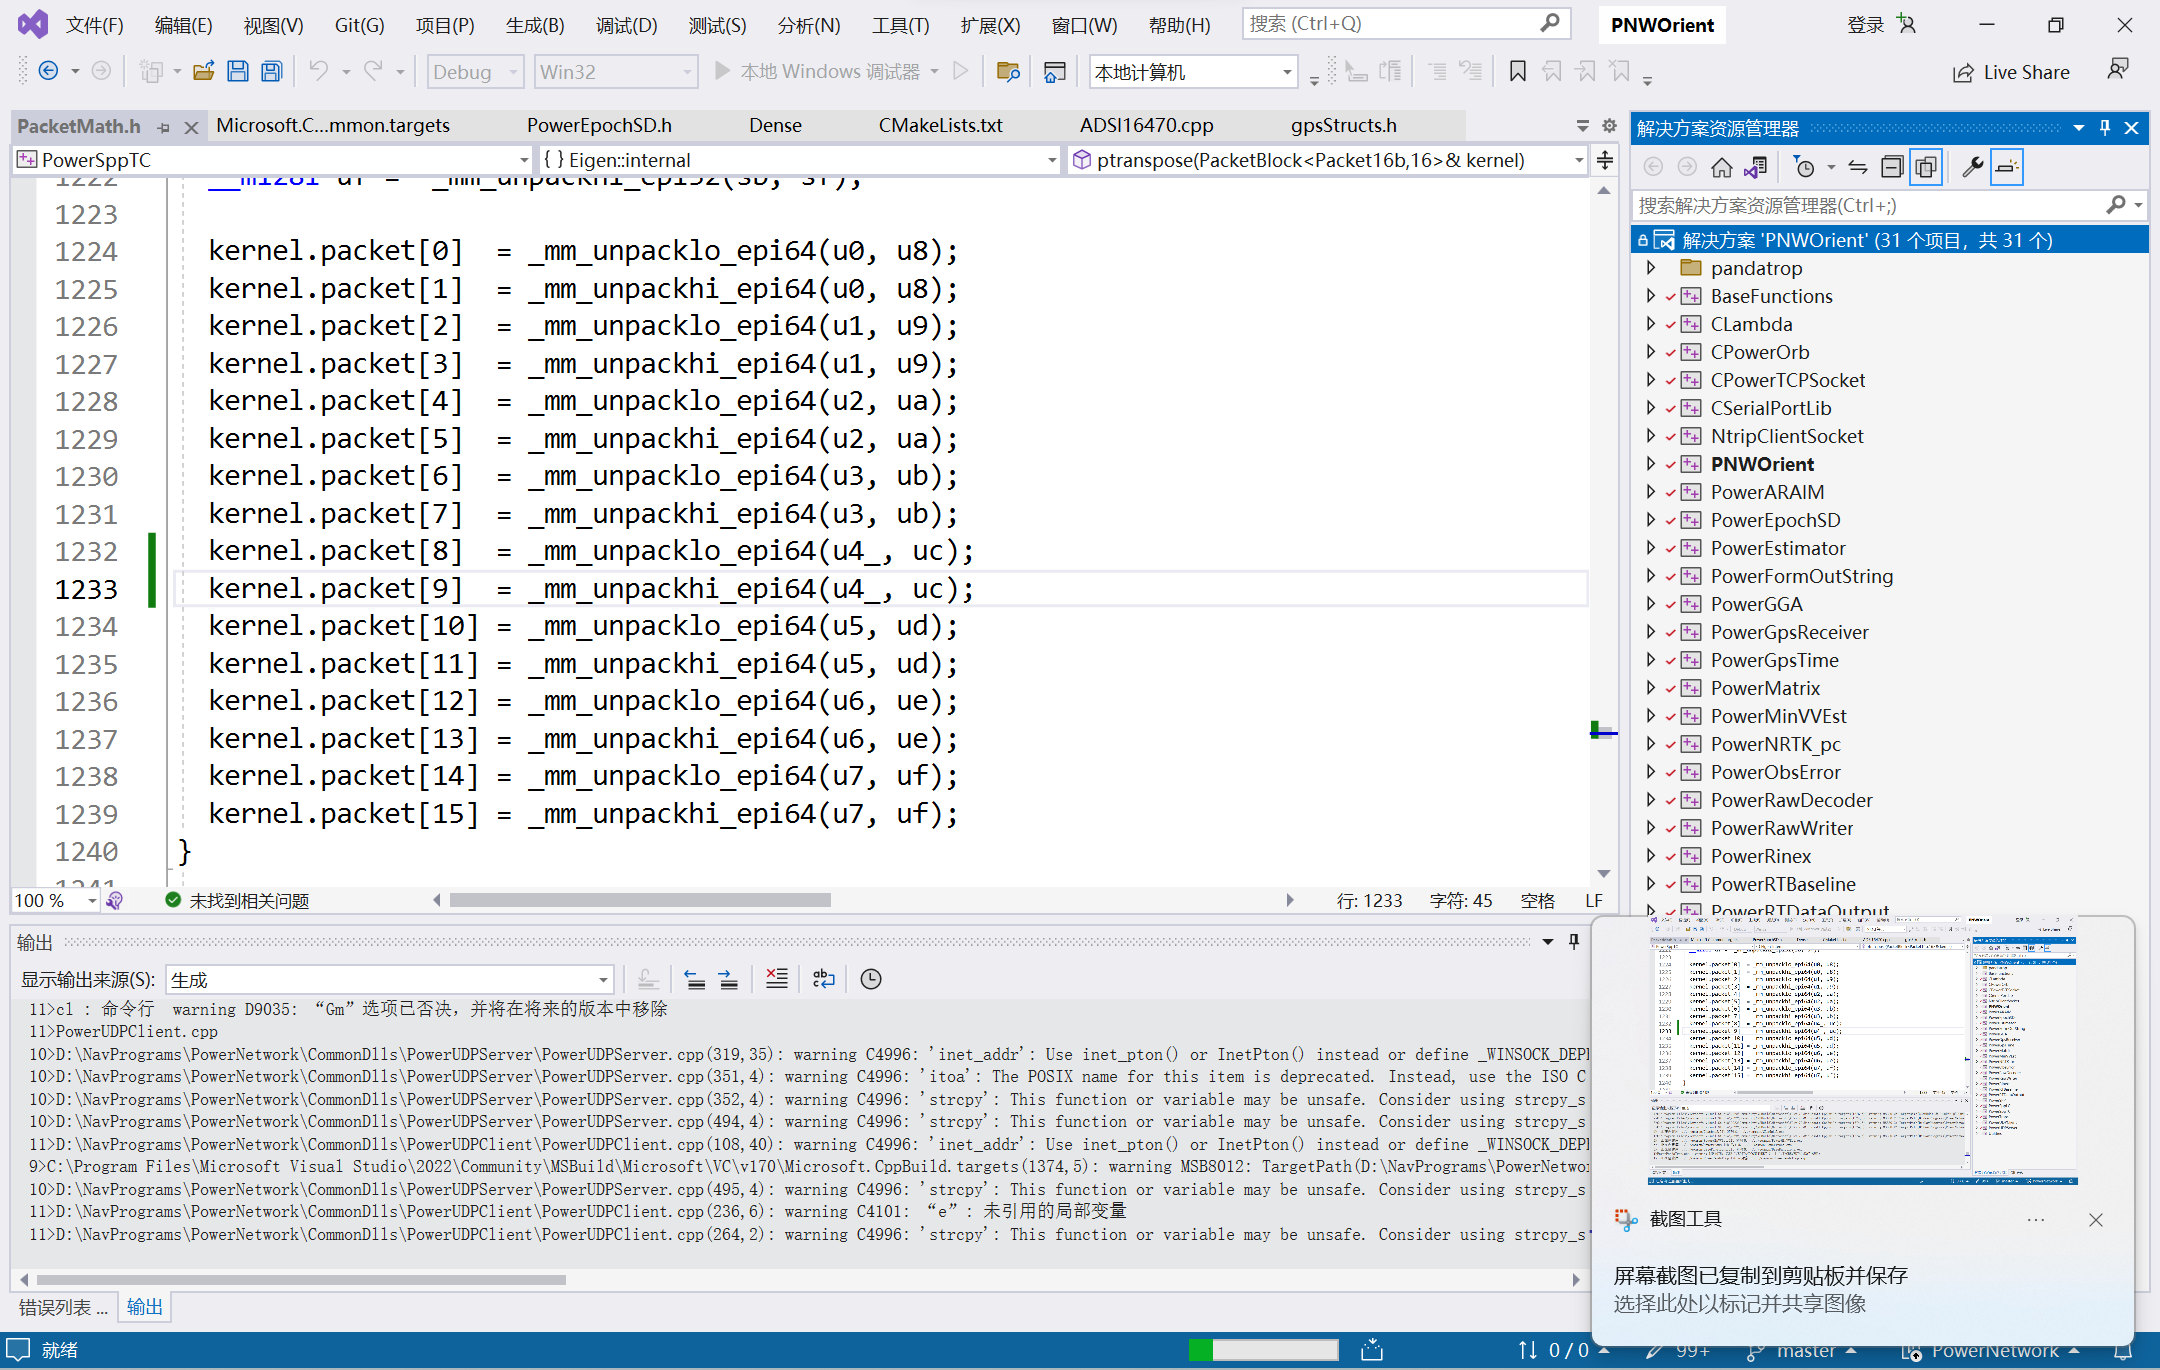 文件(F) 编辑(E) 视图(V) Git(G) 项目(P) 生成(B) 调试(D) 测试(S) 分析(N) 工具(T) 扩展(X) 窗口(W) 帮助(H) 搜索 (Ctrl+Q) PNWOrient 登录
Debug Win32 本地 Windows 调试器 本地计算机 Live Share
PacketMath.h Microsoft.C...mmon.targets PowerEpochSD.h Dense CMakeLists.txt ADSI16470.cpp gpsStructs.h
PowerSppTC { } Eigen::internal ptranspose(PacketBlock<Packet16b,16>& kernel)
1222 __m128i uf = _mm_unpackhi_epi32(sb, sf);
1223
1224 kernel.packet[0]  = _mm_unpacklo_epi64(u0, u8);
1225 kernel.packet[1]  = _mm_unpackhi_epi64(u0, u8);
1226 kernel.packet[2]  = _mm_unpacklo_epi64(u1, u9);
1227 kernel.packet[3]  = _mm_unpackhi_epi64(u1, u9);
1228 kernel.packet[4]  = _mm_unpacklo_epi64(u2, ua);
1229 kernel.packet[5]  = _mm_unpackhi_epi64(u2, ua);
1230 kernel.packet[6]  = _mm_unpacklo_epi64(u3, ub);
1231 kernel.packet[7]  = _mm_unpackhi_epi64(u3, ub);
1232 kernel.packet[8]  = _mm_unpacklo_epi64(u4_, uc);
1233 kernel.packet[9]  = _mm_unpackhi_epi64(u4_, uc);
1234 kernel.packet[10] = _mm_unpacklo_epi64(u5, ud);
1235 kernel.packet[11] = _mm_unpackhi_epi64(u5, ud);
1236 kernel.packet[12] = _mm_unpacklo_epi64(u6, ue);
1237 kernel.packet[13] = _mm_unpackhi_epi64(u6, ue);
1238 kernel.packet[14] = _mm_unpacklo_epi64(u7, uf);
1239 kernel.packet[15] = _mm_unpackhi_epi64(u7, uf);
1240 }
1241
100 % 未找到相关问题 行: 1233 字符: 45 空格 LF
输出
显示输出来源(S): 生成
11>cl : 命令行  warning D9035: “Gm”选项已否决，并将在将来的版本中移除
11>PowerUDPClient.cpp
10>D:\NavPrograms\PowerNetwork\CommonDlls\PowerUDPServer\PowerUDPServer.cpp(319,35): warning C4996: 'inet_addr': Use inet_pton() or InetPton() instead or define _WINSOCK_DEPI
10>D:\NavPrograms\PowerNetwork\CommonDlls\PowerUDPServer\PowerUDPServer.cpp(351,4): warning C4996: 'itoa': The POSIX name for this item is deprecated. Instead, use the ISO C
10>D:\NavPrograms\PowerNetwork\CommonDlls\PowerUDPServer\PowerUDPServer.cpp(352,4): warning C4996: 'strcpy': This function or variable may be unsafe. Consider using strcpy_s
10>D:\NavPrograms\PowerNetwork\CommonDlls\PowerUDPServer\PowerUDPServer.cpp(494,4): warning C4996: 'strcpy': This function or variable may be unsafe. Consider using strcpy_s
11>D:\NavPrograms\PowerNetwork\CommonDlls\PowerUDPClient\PowerUDPClient.cpp(108,40): warning C4996: 'inet_addr': Use inet_pton() or InetPton() instead or define _WINSOCK_DEPI
9>C:\Program Files\Microsoft Visual Studio\2022\Community\MSBuild\Microsoft\VC\v170\Microsoft.CppBuild.targets(1374,5): warning MSB8012: TargetPath(D:\NavPrograms\PowerNetwo
10>D:\NavPrograms\PowerNetwork\CommonDlls\PowerUDPServer\PowerUDPServer.cpp(495,4): warning C4996: 'strcpy': This function or variable may be unsafe. Consider using strcpy_s
11>D:\NavPrograms\PowerNetwork\CommonDlls\PowerUDPClient\PowerUDPClient.cpp(236,6): warning C4101: “e”: 未引用的局部变量
11>D:\NavPrograms\PowerNetwork\CommonDlls\PowerUDPClient\PowerUDPClient.cpp(264,2): warning C4996: 'strcpy': This function or variable may be unsafe. Consider using strcpy_s
错误列表 ... 输出
解决方案资源管理器
搜索解决方案资源管理器(Ctrl+;)
解决方案 'PNWOrient' (31 个项目，共 31 个)
pandatrop
BaseFunctions
CLambda
CPowerOrb
CPowerTCPSocket
CSerialPortLib
NtripClientSocket
PNWOrient
PowerARAIM
PowerEpochSD
PowerEstimator
PowerFormOutString
PowerGGA
PowerGpsReceiver
PowerGpsTime
PowerMatrix
PowerMinVVEst
PowerNRTK_pc
PowerObsError
PowerRawDecoder
PowerRawWriter
PowerRinex
PowerRTBaseline
PowerRTDataOutput
截图工具
屏幕截图已复制到剪贴板并保存
选择此处以标记并共享图像
就绪 0 / 0 99+ master PowerNetwork